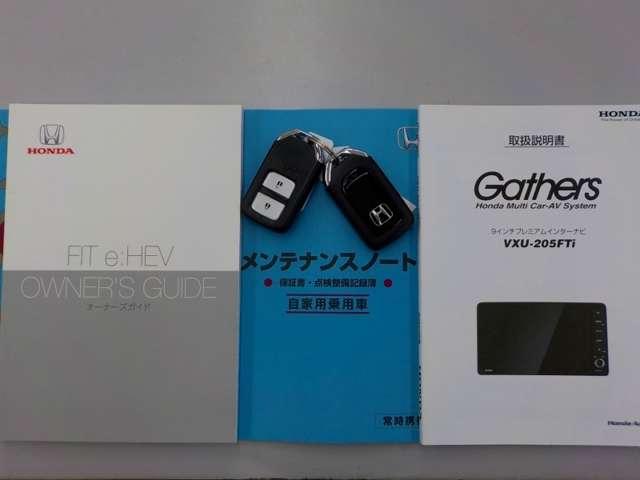 HONDA
FIT e:HEV
OWNER'S GUIDE
オーナーズガイド
メンテナンスノート
保証書・点検整備記録簿
自家用乗用車
常時携
HONDA
The Power of
取扱説明書
Gathers
Honda Multi Car-AV System
9インチプレミアムインターナビ
VXU-205FTi
Honda